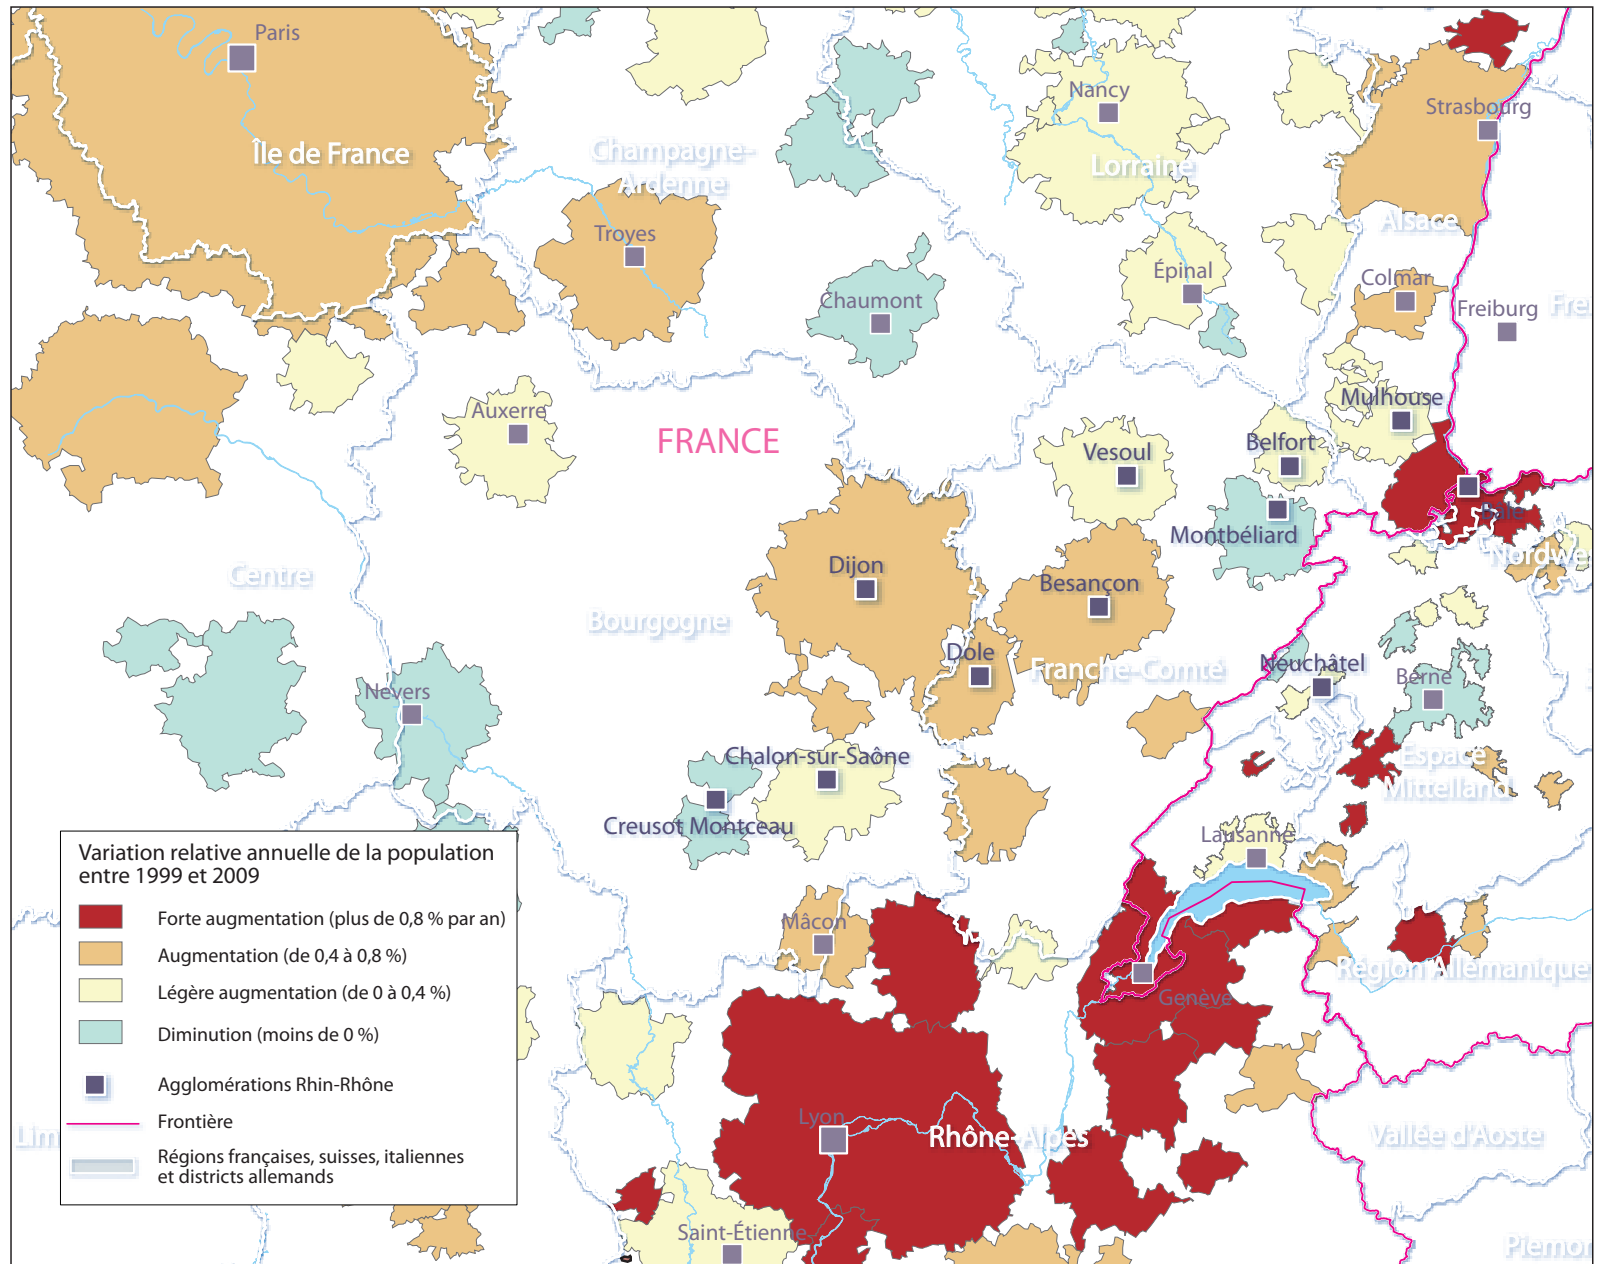 Paris
Île de France
Champagne-
Ardenne
Troyes
Nancy
Lorraine
Strasbourg
Alsace
Épinal
Chaumont
Colmar
Freiburg
Fre
Auxerre
FRANCE
Mulhouse
Vesoul
Belfort
Montbéliard
Bâle
Nordwe
Centre
Dijon
Besançon
Bourgogne
Dole
Franche-Comté
Neuchâtel
Berne
Nevers
Chalon-sur-Saône
Creusot Montceau
Espace
Mittelland
Lausanne
Mâcon
Genève
Région Allémanique
Lyon
Rhône-Alpes
Vallée d'Aoste
Saint-Étienne
Piemon
Lim
Variation relative annuelle de la population
entre 1999 et 2009
Forte augmentation (plus de 0,8 % par an)
Augmentation (de 0,4 à 0,8 %)
Légère augmentation (de 0 à 0,4 %)
Diminution (moins de 0 %)
Agglomérations Rhin-Rhône
Frontière
Régions françaises, suisses, italiennes
et districts allemands